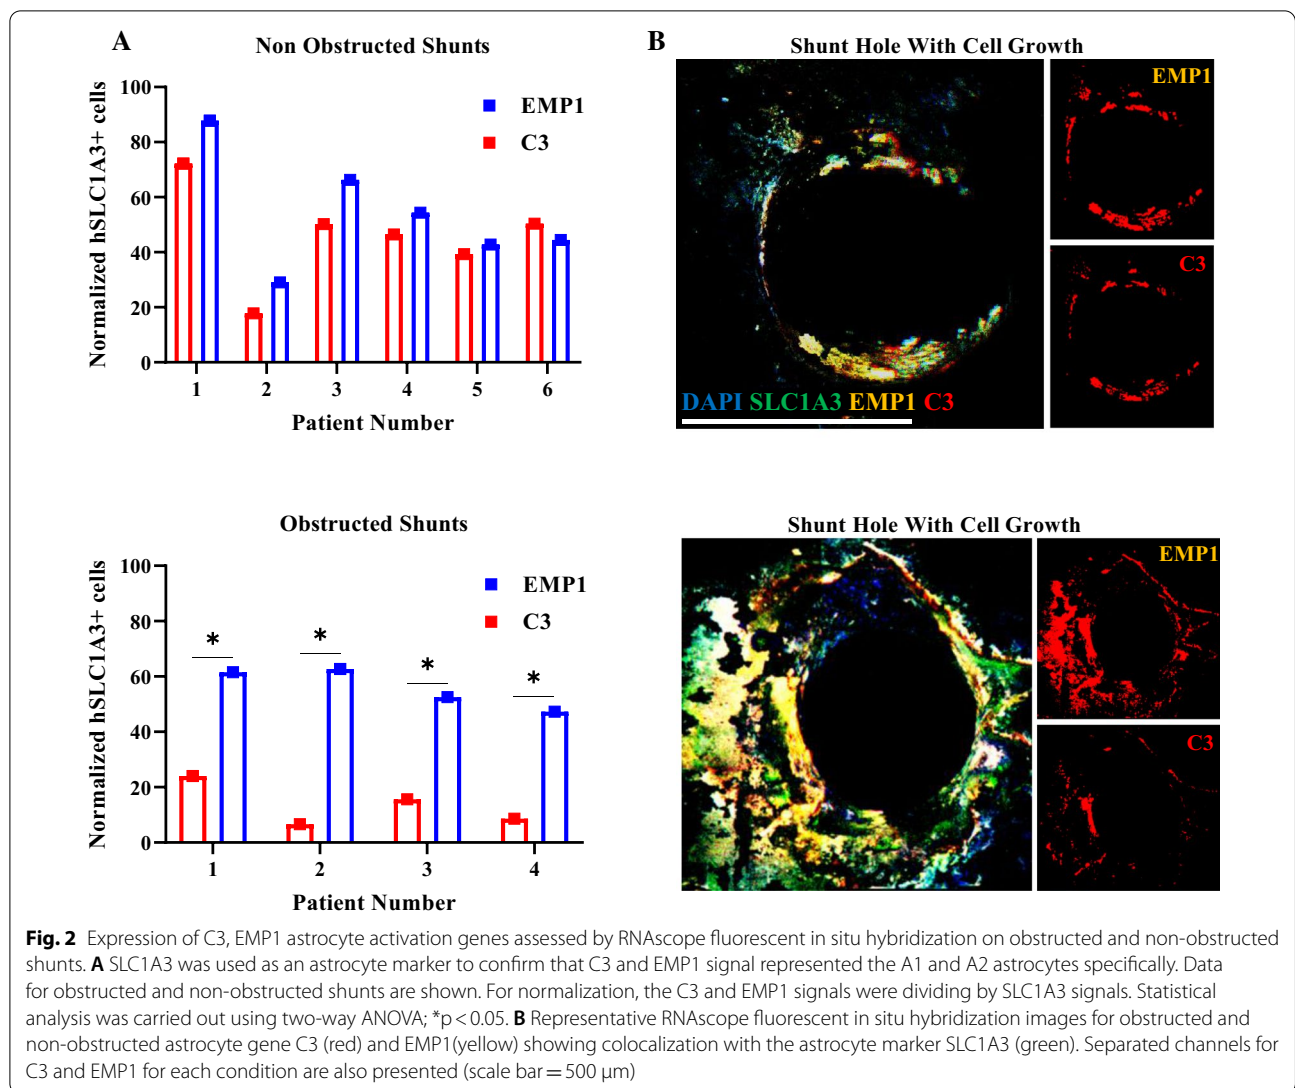 A
Non Obstructed Shunts
Normalized hSLC1A3+ cells
100
80
60
40
20
0
EMP1
C3
1 2 3 4 5 6
Patient Number
B
Shunt Hole With Cell Growth
DAPI SLC1A3 EMP1 C3
EMP1
C3
Obstructed Shunts
Normalized hSLC1A3+ cells
100
80
60
40
20
0
EMP1
C3
* * * *
1 2 3 4
Patient Number
Shunt Hole With Cell Growth
EMP1
C3
Fig. 2 Expression of C3, EMP1 astrocyte activation genes assessed by RNAscope fluorescent in situ hybridization on obstructed and non-obstructed
shunts. A SLC1A3 was used as an astrocyte marker to confirm that C3 and EMP1 signal represented the A1 and A2 astrocytes specifically. Data
for obstructed and non-obstructed shunts are shown. For normalization, the C3 and EMP1 signals were dividing by SLC1A3 signals. Statistical
analysis was carried out using two-way ANOVA; *p < 0.05. B Representative RNAscope fluorescent in situ hybridization images for obstructed and
non-obstructed astrocyte gene C3 (red) and EMP1(yellow) showing colocalization with the astrocyte marker SLC1A3 (green). Separated channels for
C3 and EMP1 for each condition are also presented (scale bar = 500 μm)